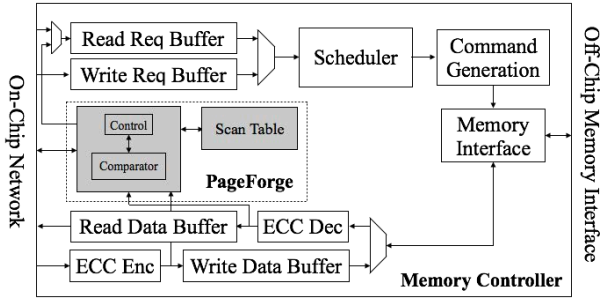 On-Chip Network
Read Req Buffer
Write Req Buffer
Scheduler
Command
Generation
Control
Comparator
Scan Table
PageForge
Memory
Interface
Read Data Buffer
ECC Dec
ECC Enc
Write Data Buffer
Memory Controller
Off-Chip Memory Interface